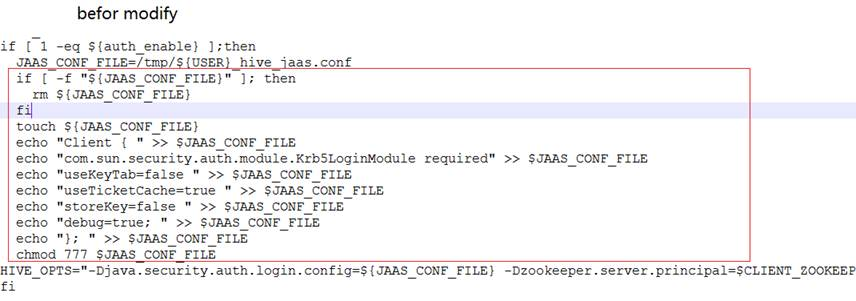 befor modify
if [ 1 -eq ${auth_enable} ];then
JAAS_CONF_FILE=/tmp/${USER}_hive_jaas.conf
if [ -f "${JAAS_CONF_FILE}" ]; then
rm ${JAAS_CONF_FILE}
fi
touch ${JAAS_CONF_FILE}
echo "Client { " >> $JAAS_CONF_FILE
echo "com.sun.security.auth.module.Krb5LoginModule required" >> $JAAS_CONF_FILE
echo "useKeyTab=false " >> $JAAS_CONF_FILE
echo "useTicketCache=true " >> $JAAS_CONF_FILE
echo "storeKey=false " >> $JAAS_CONF_FILE
echo "debug=true; " >> $JAAS_CONF_FILE
echo "}; " >> $JAAS_CONF_FILE
chmod 777 $JAAS_CONF_FILE
HIVE_OPTS="-Djava.security.auth.login.config=${JAAS_CONF_FILE} -Dzookeeper.server.principal=$CLIENT_ZOOKEEP
fi